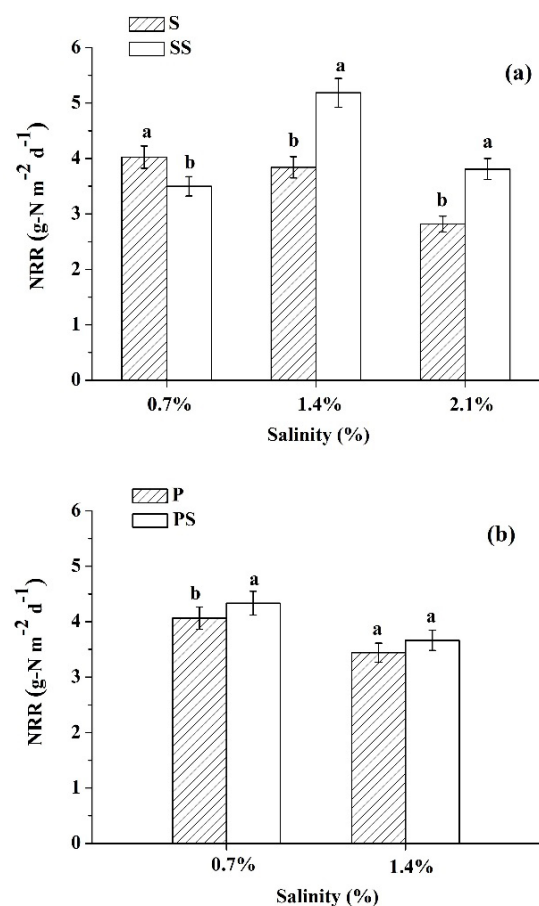 S
SS
(a)
6
5
4
3
2
1
0
NRR (g-N m⁻² d⁻¹)
a
b
b
a
b
a
0.7%
1.4%
2.1%
Salinity (%)
P
PS
(b)
6
5
4
3
2
1
0
NRR (g-N m⁻² d⁻¹)
b
a
a
a
0.7%
1.4%
Salinity (%)